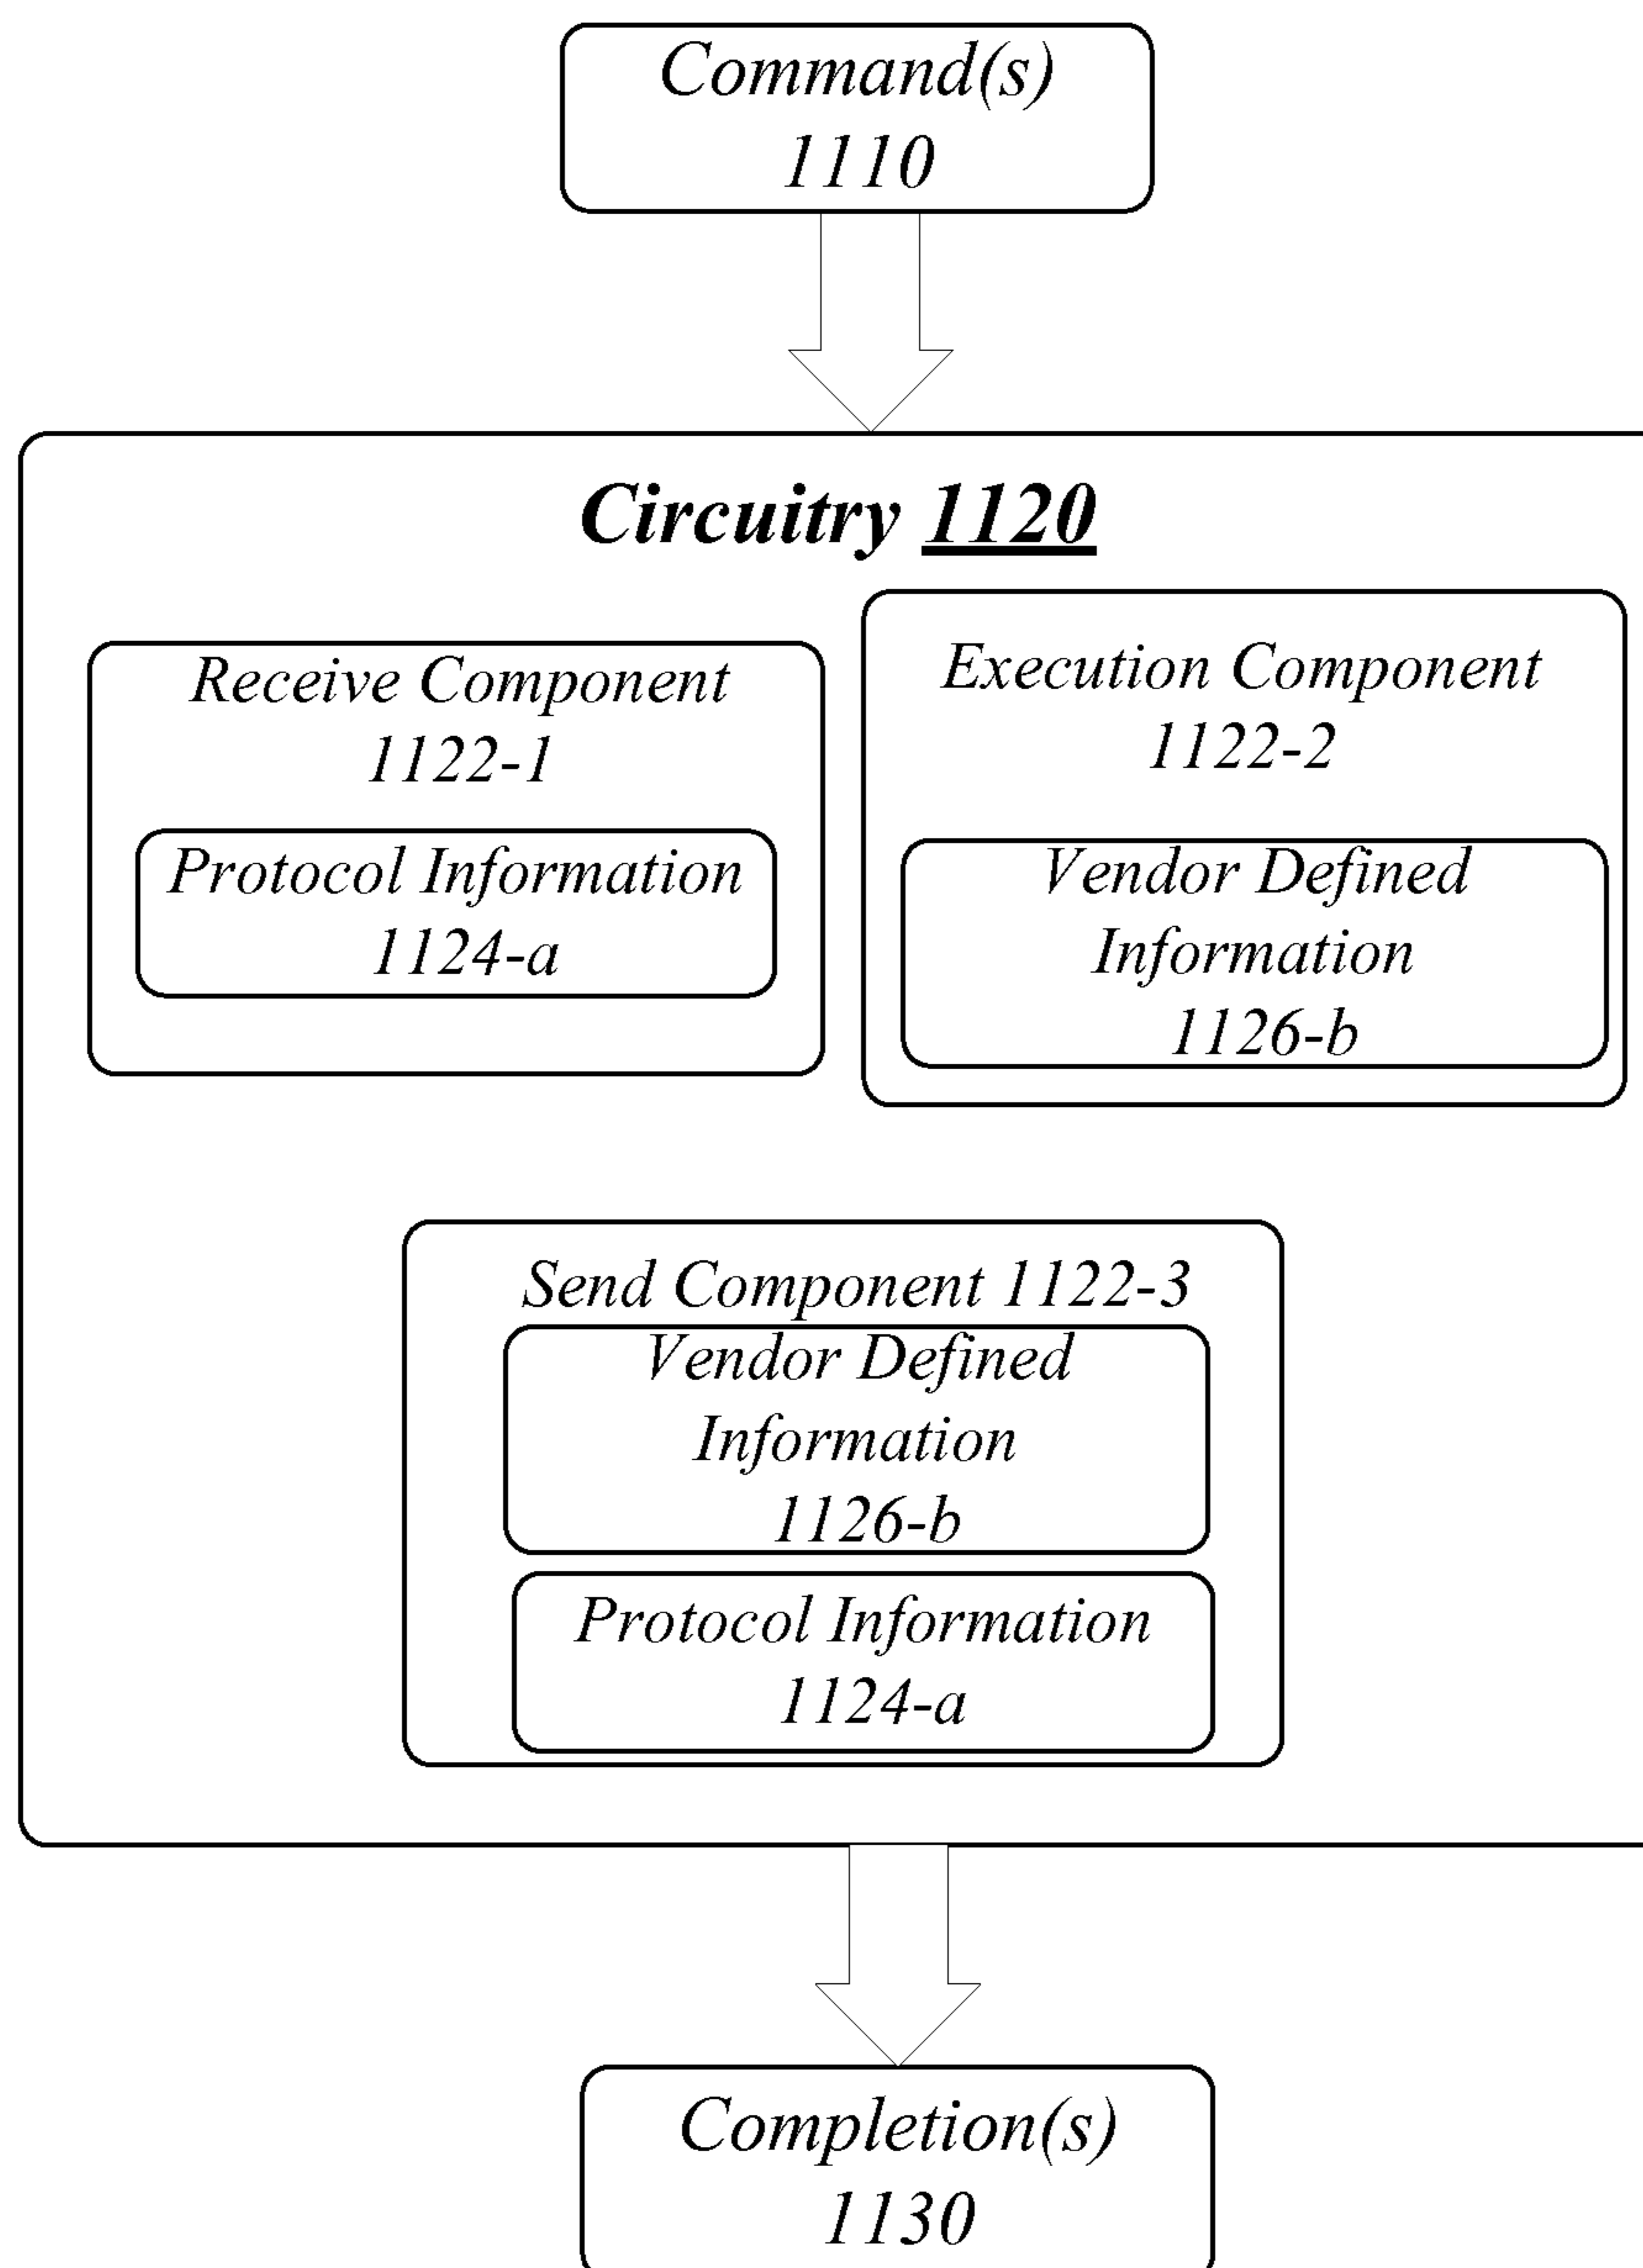 Command(s)
1110
Circuitry 1120
Receive Component
1122-1
Protocol Information
1124-a
Execution Component
1122-2
Vendor Defined
Information
1126-b
Send Component 1122-3
Vendor Defined
Information
1126-b
Protocol Information
1124-a
Completion(s)
1130